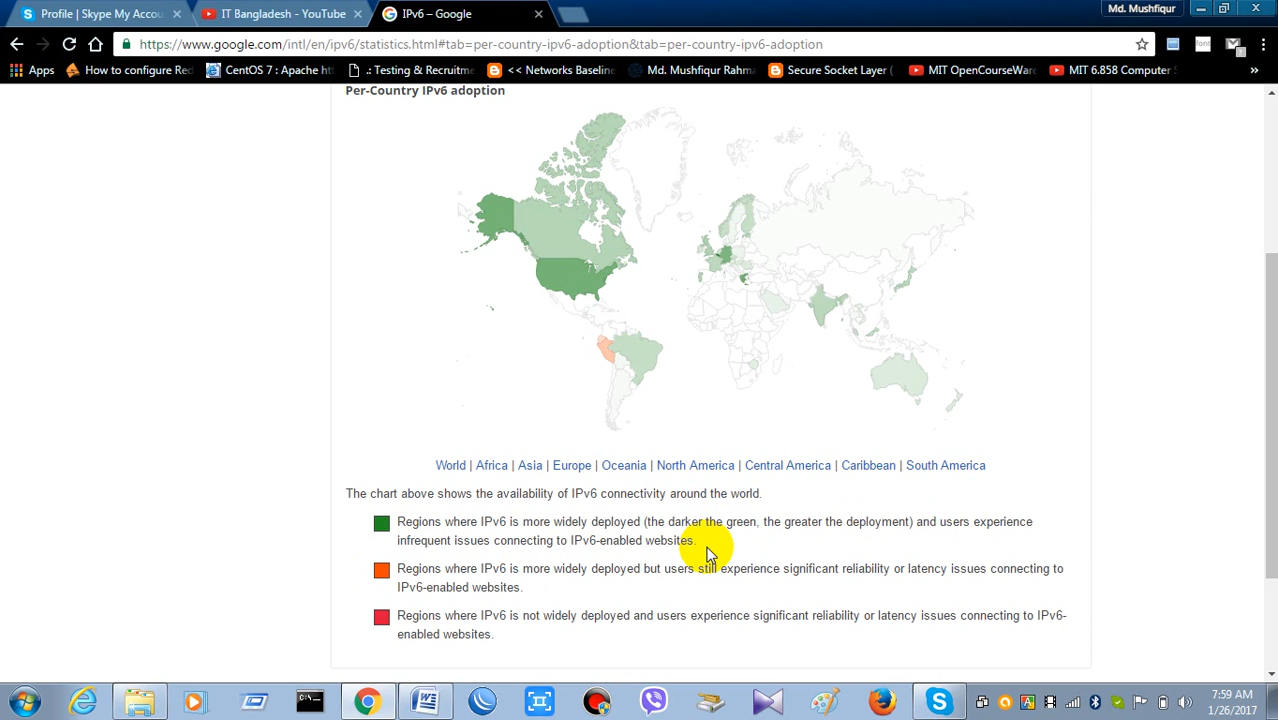 Profile | Skype My Accou
IT Bangladesh - YouTube
IPv6 – Google
Md. Mushfiqur
https://www.google.com/intl/en/ipv6/statistics.html#tab=per-country-ipv6-adoption&tab=per-country-ipv6-adoption
Apps
How to configure Red
CentOS 7 : Apache htt
.: Testing & Recruitme
<< Networks Baseline
Md. Mushfiqur Rahma
Secure Socket Layer (
MIT OpenCourseWare
MIT 6.858 Computer S
»
Per-Country IPv6 adoption
World | Africa | Asia | Europe | Oceania | North America | Central America | Caribbean | South America
The chart above shows the availability of IPv6 connectivity around the world.
Regions where IPv6 is more widely deployed (the darker the green, the greater the deployment) and users experience
infrequent issues connecting to IPv6-enabled websites.
Regions where IPv6 is more widely deployed but users still experience significant reliability or latency issues connecting to
IPv6-enabled websites.
Regions where IPv6 is not widely deployed and users experience significant reliability or latency issues connecting to IPv6-
enabled websites.
7:59 AM
1/26/2017